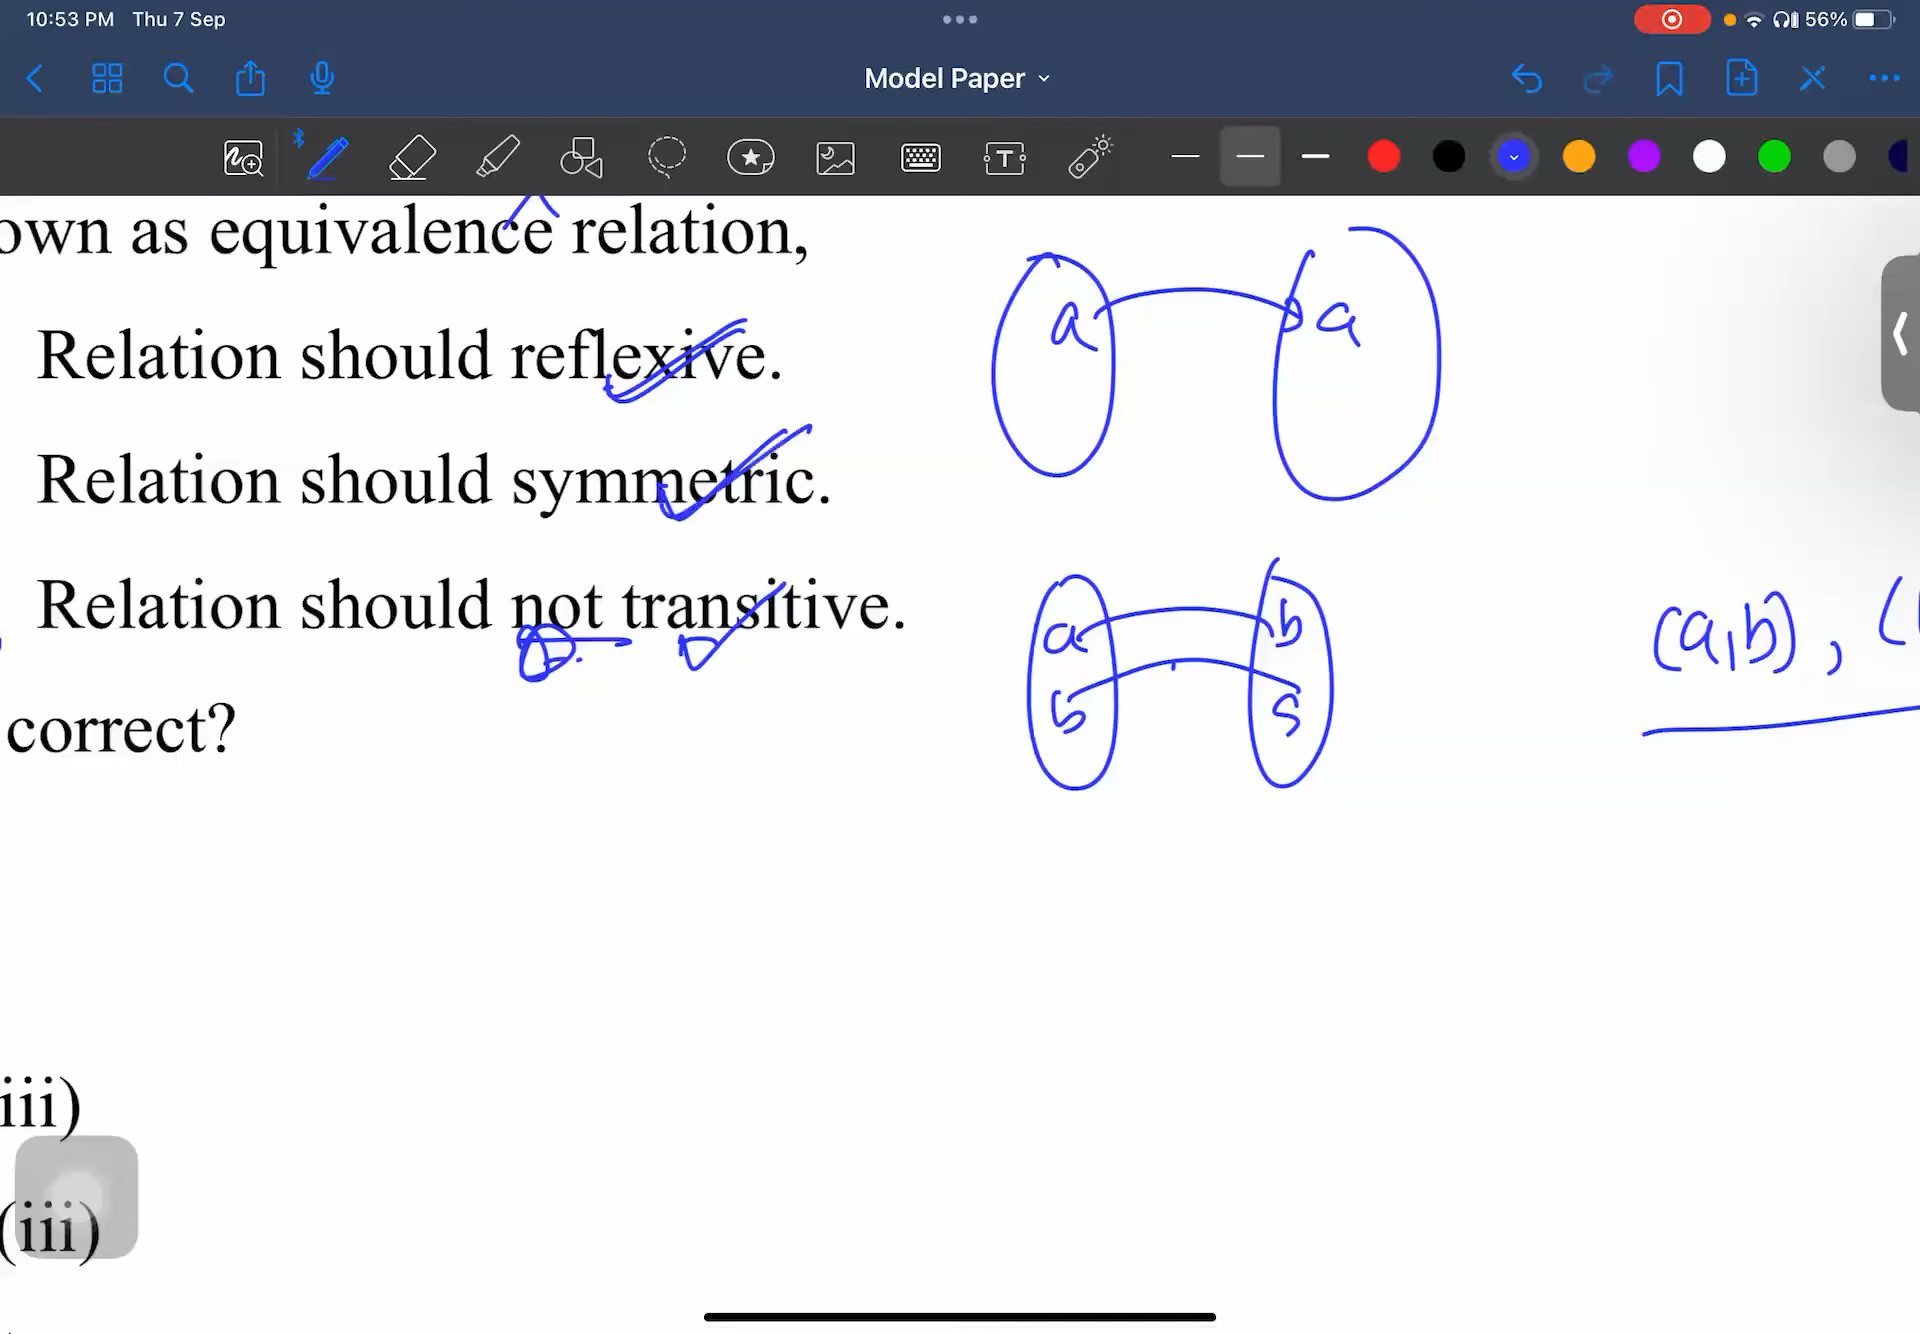 10:53 PM Thu 7 Sep
56%
Model Paper
T
own as equivalence relation,
Relation should reflexive.
Relation should symmetric.
Relation should not transitive.
correct?
iii)
(iii)
a a
a b
b
(a,b), (